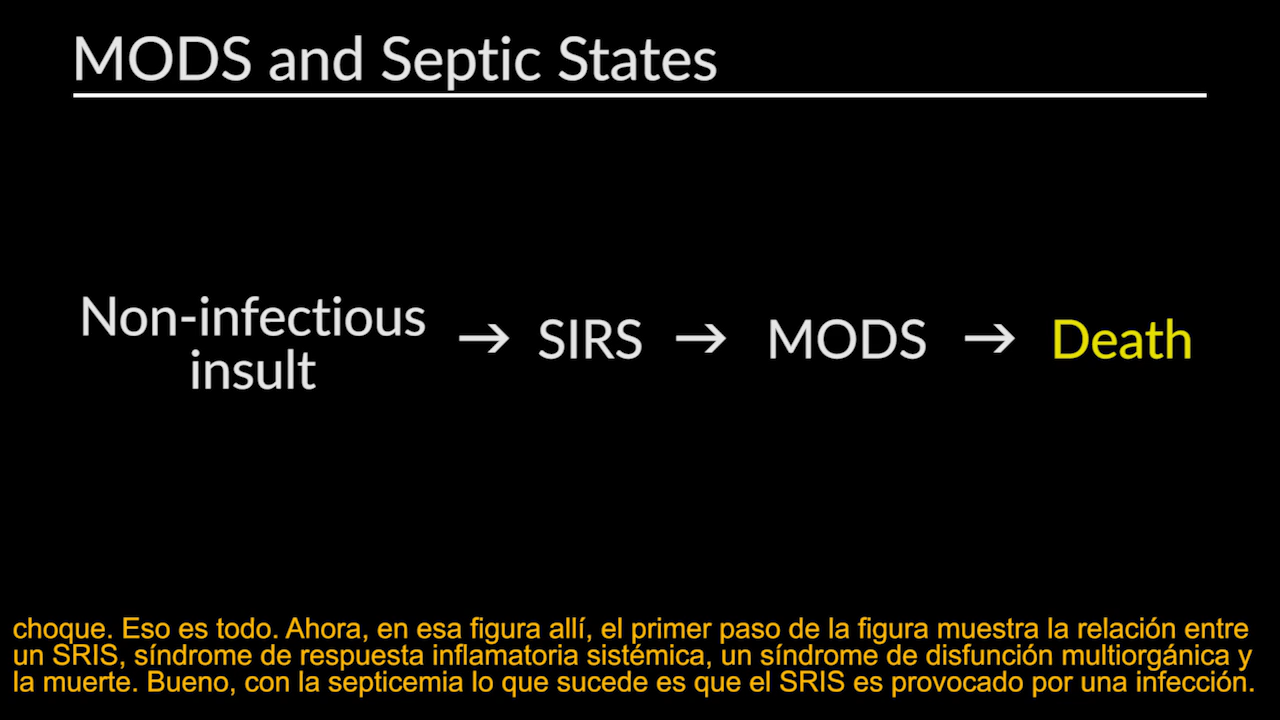 MODS and Septic States
Non-infectious
insult
→ SIRS → MODS → Death
choque. Eso es todo. Ahora, en esa figura allí, el primer paso de la figura muestra la relación entre
un SRIS, síndrome de respuesta inflamatoria sistémica, un síndrome de disfunción multiorgánica y
la muerte. Bueno, con la septicemia lo que sucede es que el SRIS es provocado por una infección.